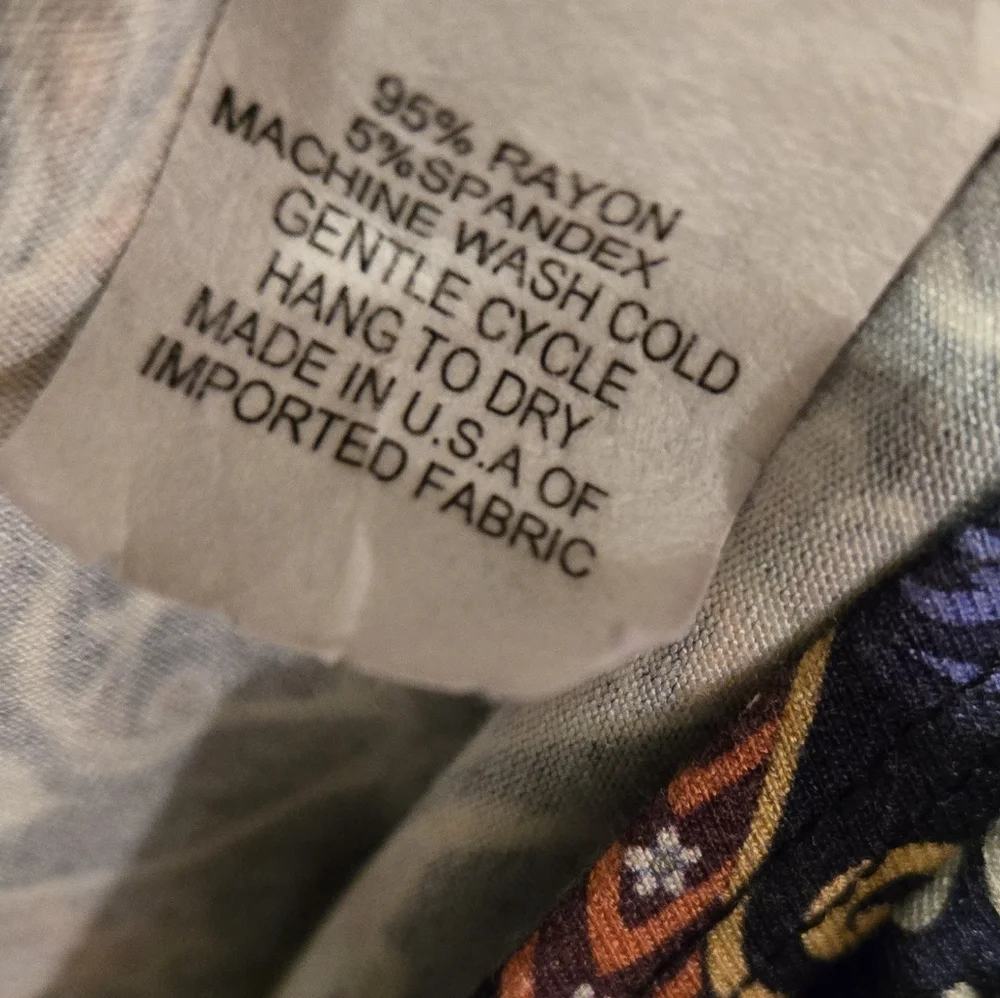 95% RAYON
5%SPANDEX
MACHINE WASH COLD
GENTLE CYCLE
HANG TO DRY
MADE IN U.S.A OF
IMPORTED FABRIC